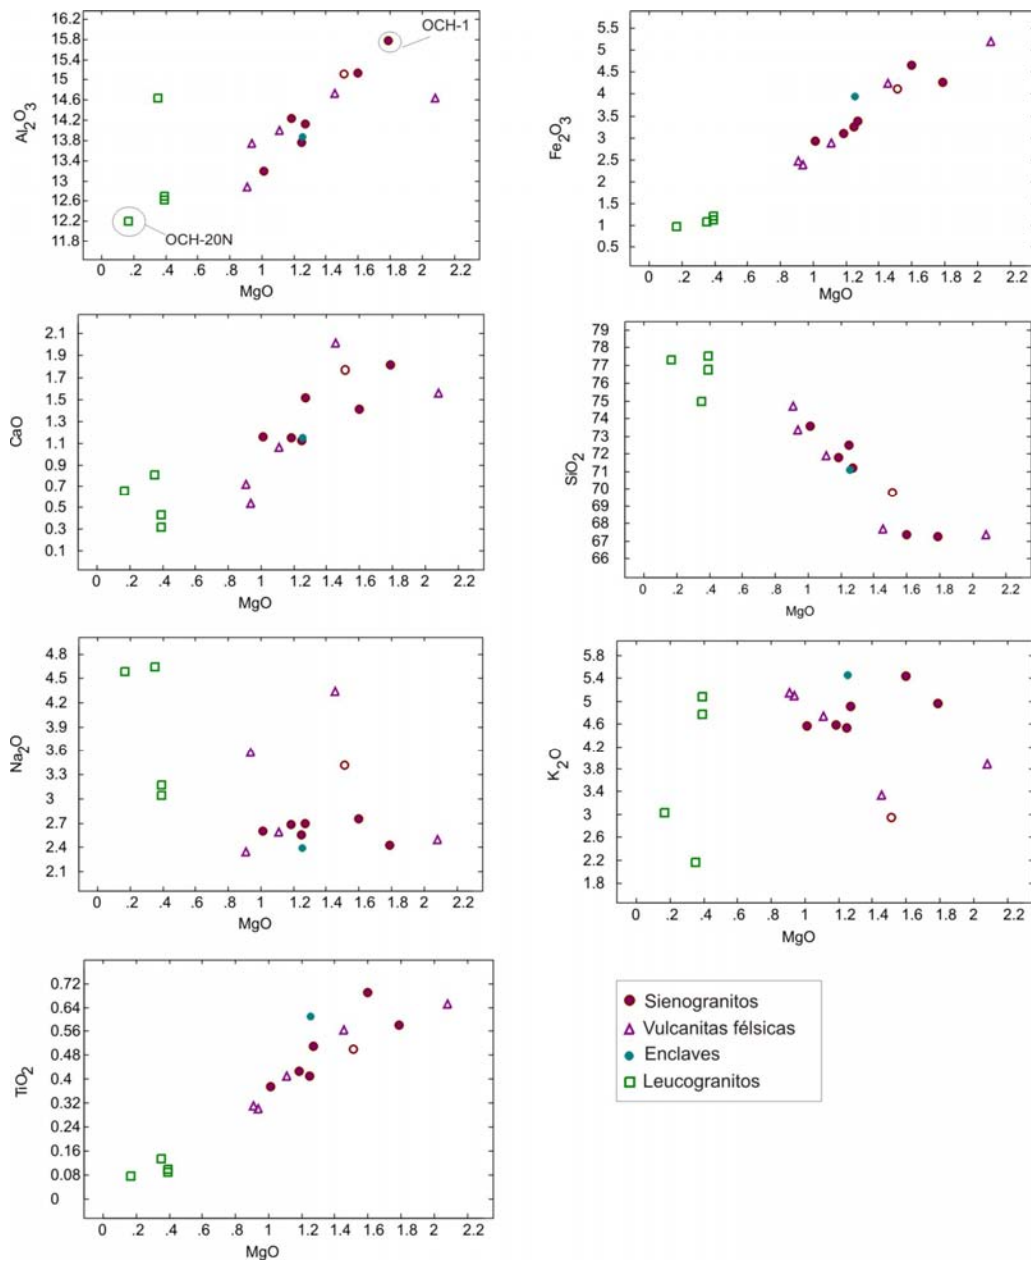 16.2
15.8
15.4
15
14.6
14.2
13.8
13.4
13
12.6
12.2
11.8
Al2O3
OCH-1
OCH-20N
0 .2 .4 .6 .8 1 1.2 1.4 1.6 1.8 2 2.2
MgO
5.5
5
4.5
4
3.5
3
2.5
2
1.5
1
0.5
Fe2O3
0 .2 .4 .6 .8 1 1.2 1.4 1.6 1.8 2 2.2
MgO
2.1
1.9
1.7
1.5
1.3
1.1
0.9
0.7
0.5
0.3
0.1
CaO
0 .2 .4 .6 .8 1 1.2 1.4 1.6 1.8 2 2.2
MgO
79
78
77
76
75
74
73
72
71
70
69
68
67
66
SiO2
0 .2 .4 .6 .8 1 1.2 1.4 1.6 1.8 2 2.2
MgO
4.8
4.5
4.2
3.9
3.6
3.3
3
2.7
2.4
2.1
Na2O
0 .2 .4 .6 .8 1 1.2 1.4 1.6 1.8 2 2.2
MgO
5.8
5.4
5
4.6
4.2
3.8
3.4
3
2.6
2.2
1.8
K2O
0 .2 .4 .6 .8 1 1.2 1.4 1.6 1.8 2 2.2
MgO
0.72
0.64
0.56
0.48
0.4
0.32
0.24
0.16
0.08
0
TiO2
0 .2 .4 .6 .8 1 1.2 1.4 1.6 1.8 2 2.2
MgO
Sienogranitos
Vulcanitas félsicas
Enclaves
Leucogranitos